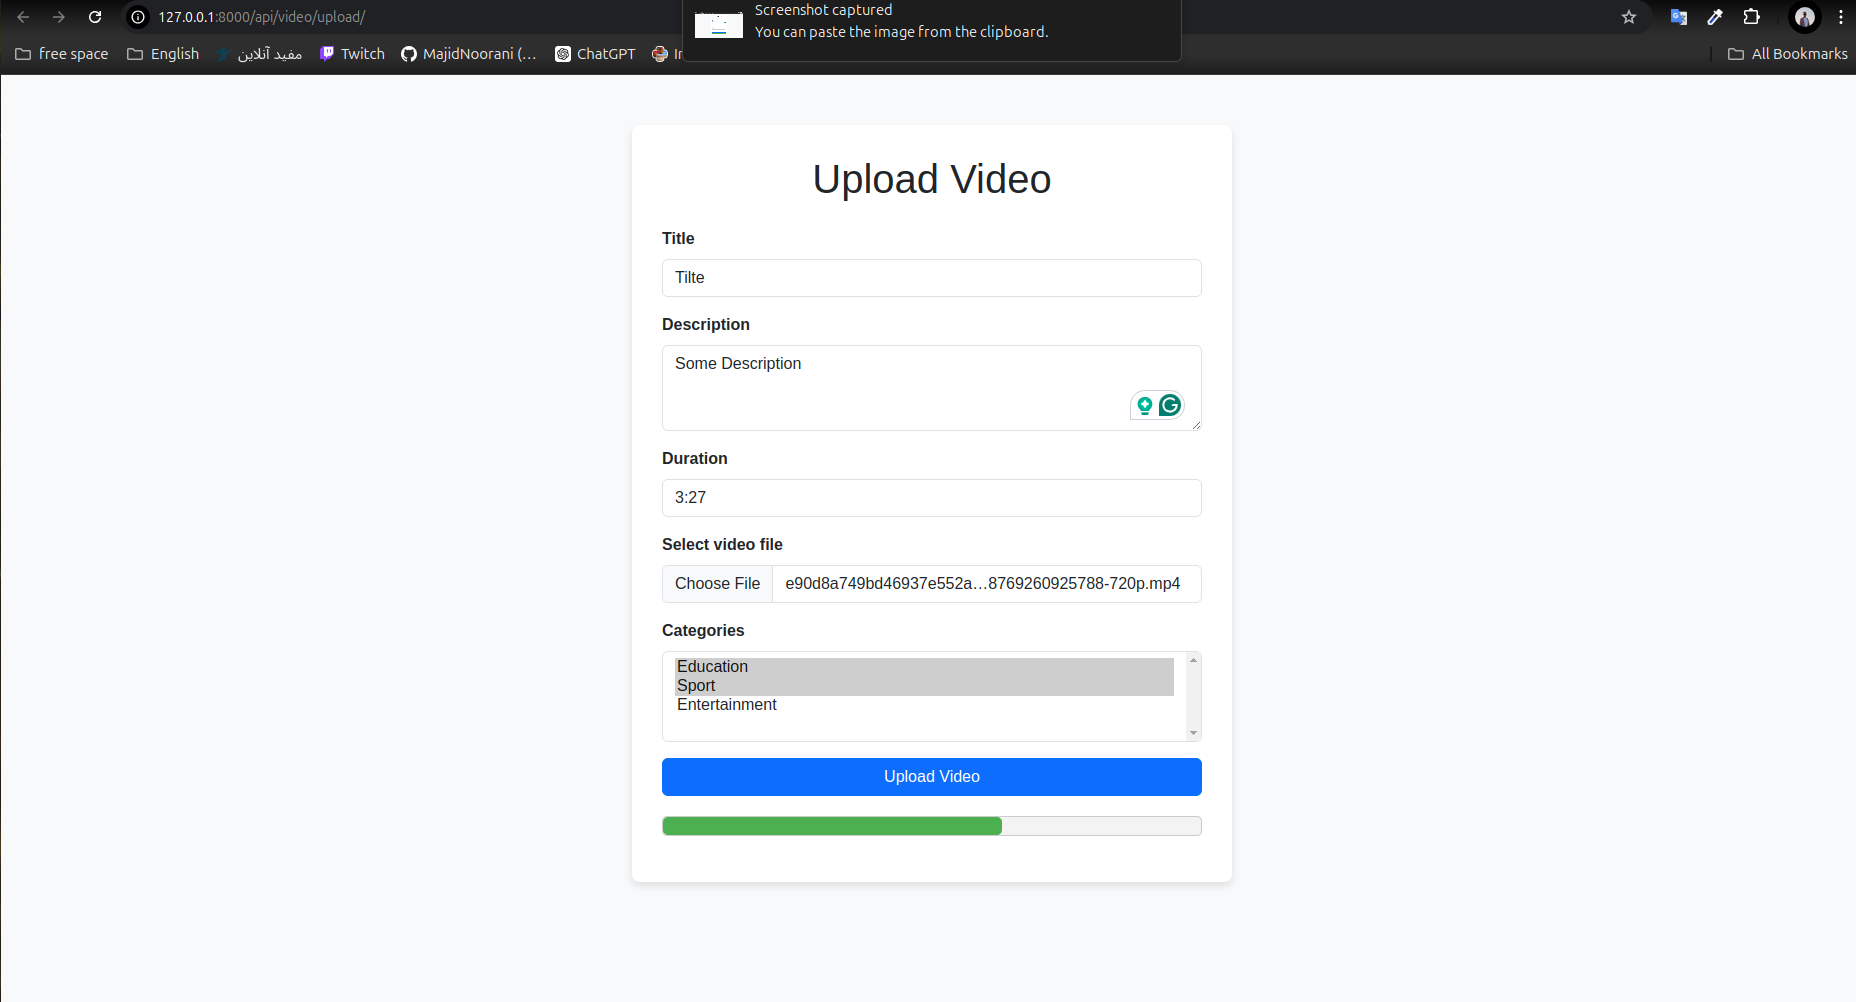 127.0.0.1:8000/api/video/upload/
Screenshot captured
You can paste the image from the clipboard.
free space
English
مفید آنلاین
Twitch
MajidNoorani (...
ChatGPT
All Bookmarks
Upload Video
Title
Tilte
Description
Some Description
Duration
3:27
Select video file
Choose File e90d8a749bd46937e552a...8769260925788-720p.mp4
Categories
Education
Sport
Entertainment
Upload Video